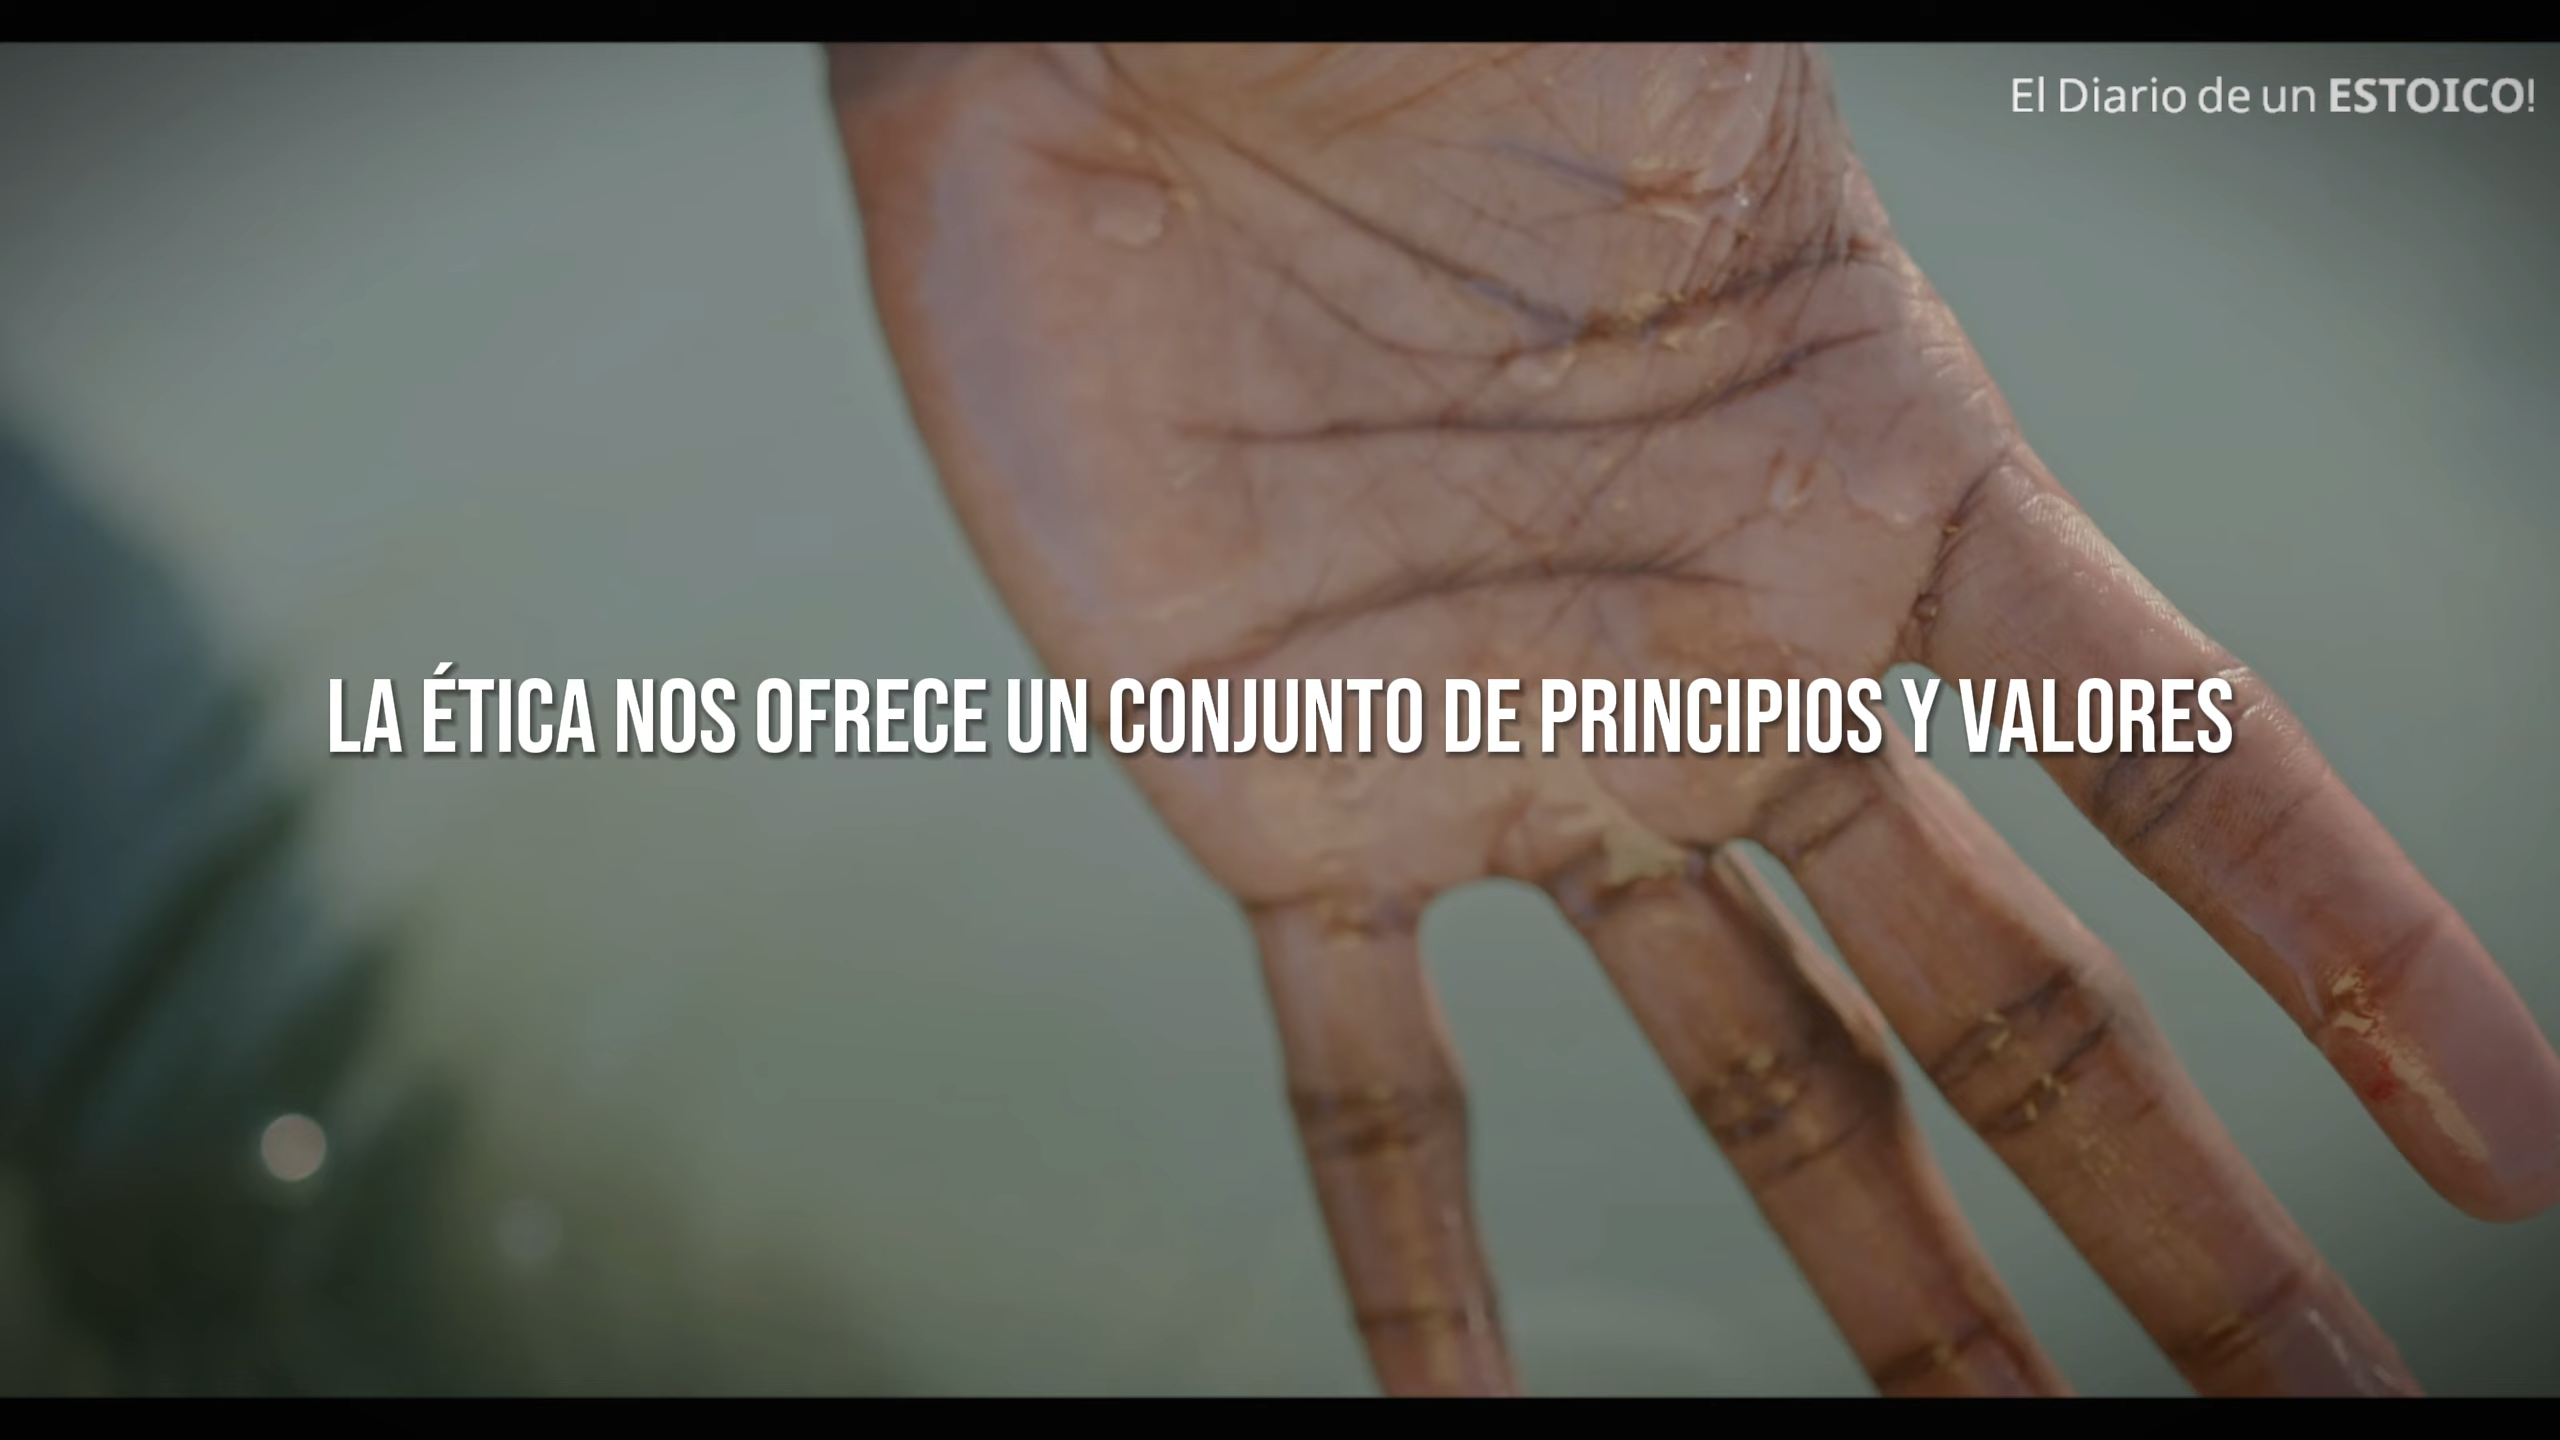 El Diario de un ESTOICO!
LA ÉTICA NOS OFRECE UN CONJUNTO DE PRINCIPIOS Y VALORES